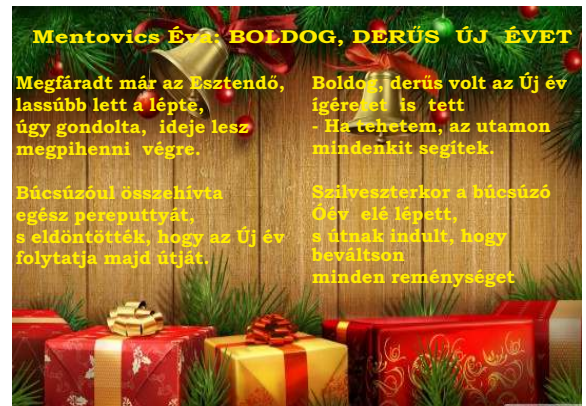 Mentovics Éva: BOLDOG, DERŰS ÚJ ÉVET
Megfáradt már az Esztendő,
lassúbb lett a lépte,
úgy gondolta, ideje lesz
megpihenni végre.
Búcsúzóul összehívta
egész pereputtyát,
s eldöntötték, hogy az Új év
folytatja majd útját.
Boldog, derűs volt az Új év
ígéretet is tett
- Ha tehetem, az utamon
mindenkit segítek.
Szilveszterkor a búcsúzó
Óév elé lépett,
s útnak indult, hogy
beváltson
minden reménységet